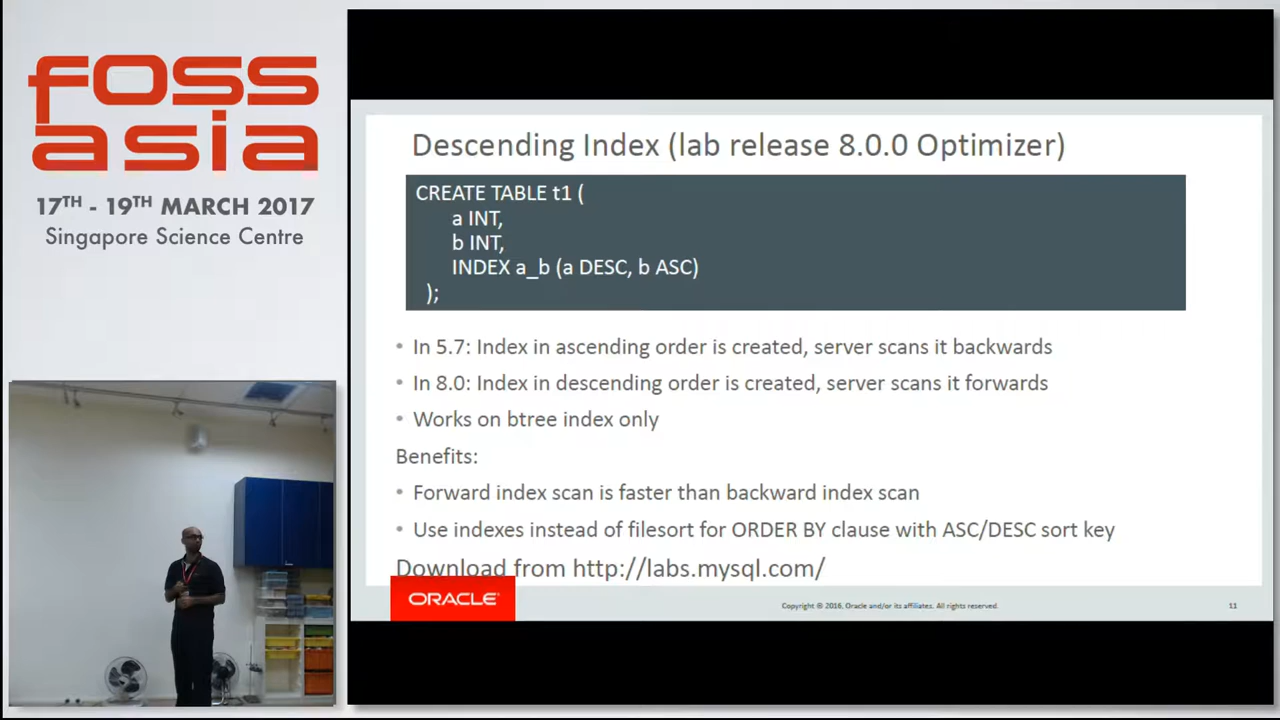 foss
asia
17TH - 19TH MARCH 2017
Singapore Science Centre
Descending Index (lab release 8.0.0 Optimizer)
CREATE TABLE t1 (
a INT,
b INT,
INDEX a_b (a DESC, b ASC)
);
• In 5.7: Index in ascending order is created, server scans it backwards
• In 8.0: Index in descending order is created, server scans it forwards
• Works on btree index only
Benefits:
• Forward index scan is faster than backward index scan
• Use indexes instead of filesort for ORDER BY clause with ASC/DESC sort key
Download from http://labs.mysql.com/
ORACLE®
Copyright © 2016, Oracle and/or its affiliates. All rights reserved.
11